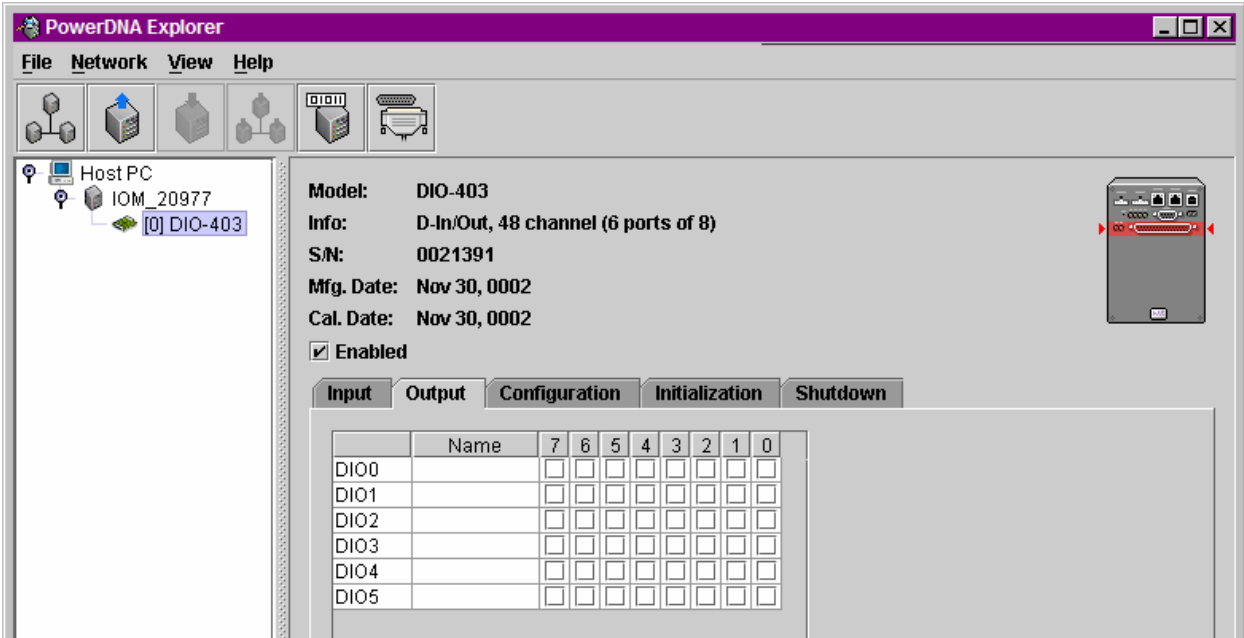 PowerDNA Explorer
File Network View Help
01011
Host PC
IOM_20977
[0] DIO-403
Model: DIO-403
Info: D-In/Out, 48 channel (6 ports of 8)
S/N: 0021391
Mfg. Date: Nov 30, 0002
Cal. Date: Nov 30, 0002
Enabled
Input Output Configuration Initialization Shutdown
Name 7 6 5 4 3 2 1 0
DIO0
DIO1
DIO2
DIO3
DIO4
DIO5